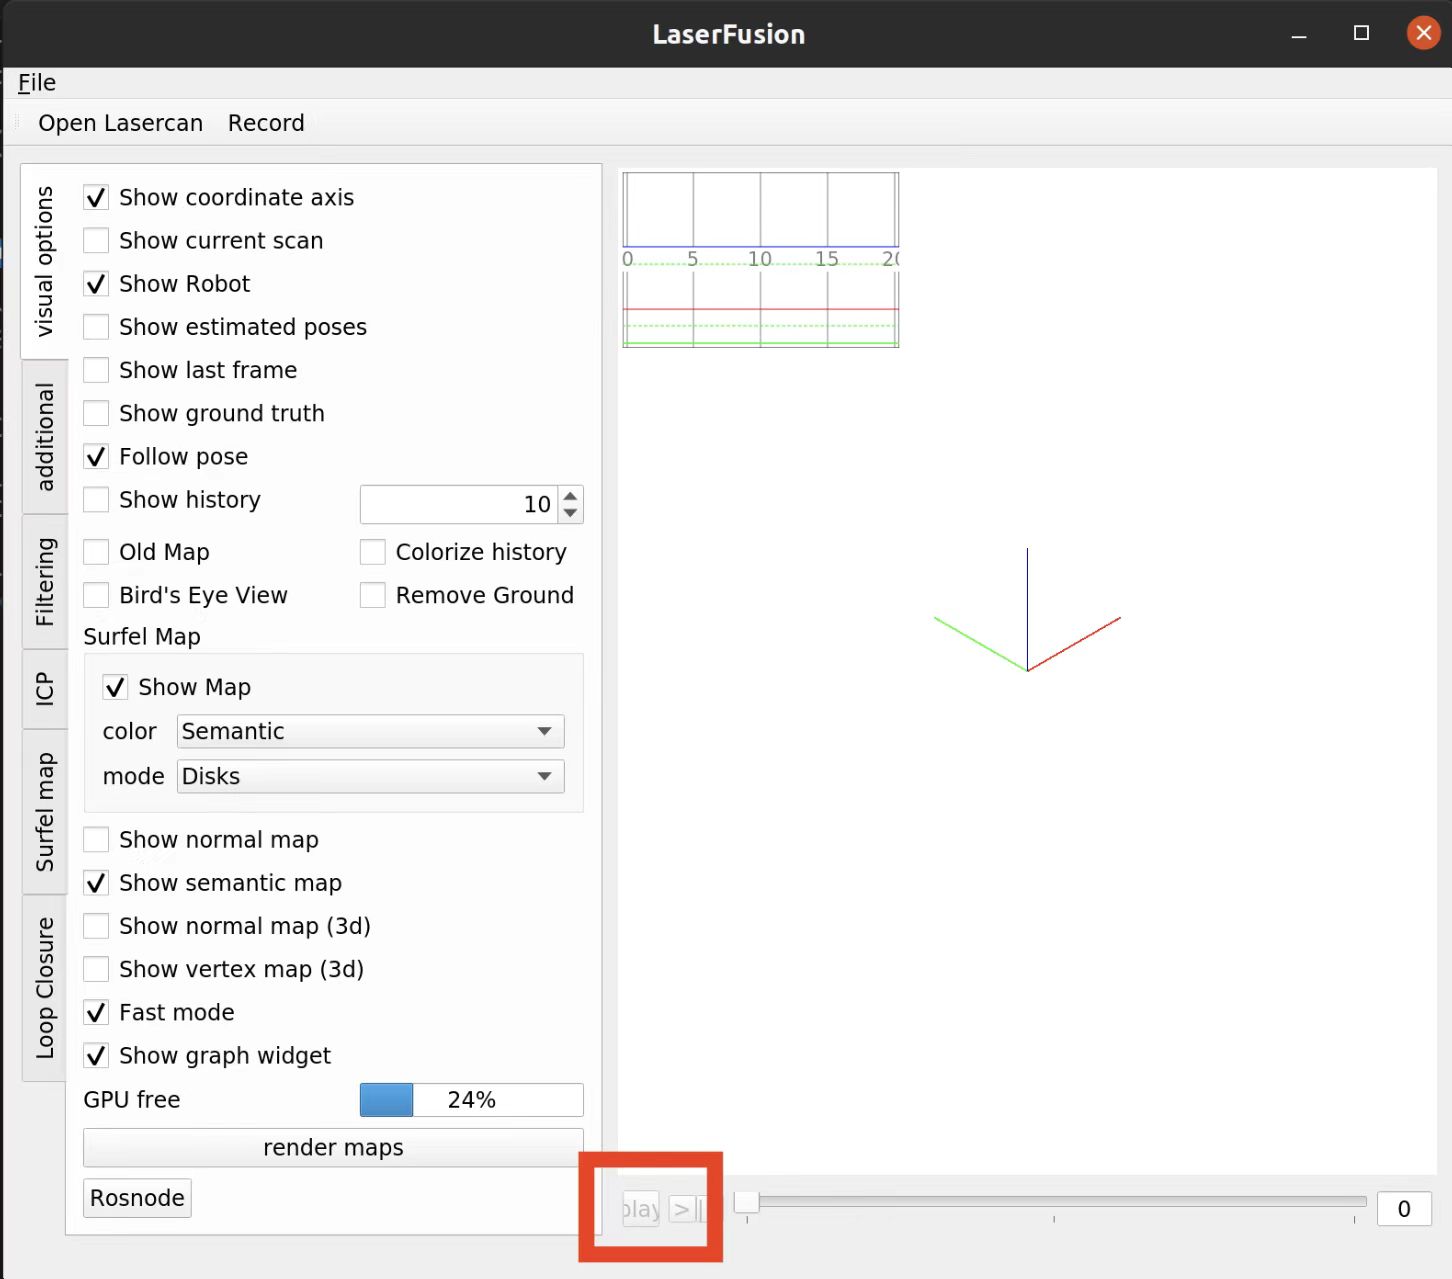 LaserFusion
File
Open Lasercan Record
visual options
additional
Filtering
ICP
Surfel map
Loop Closure
Show coordinate axis
Show current scan
Show Robot
Show estimated poses
Show last frame
Show ground truth
Follow pose
Show history 10
Old Map Colorize history
Bird's Eye View Remove Ground
Surfel Map
Show Map
color Semantic
mode Disks
Show normal map
Show semantic map
Show normal map (3d)
Show vertex map (3d)
Fast mode
Show graph widget
GPU free 24%
render maps
Rosnode
0 5 10 15 20
play >| 0